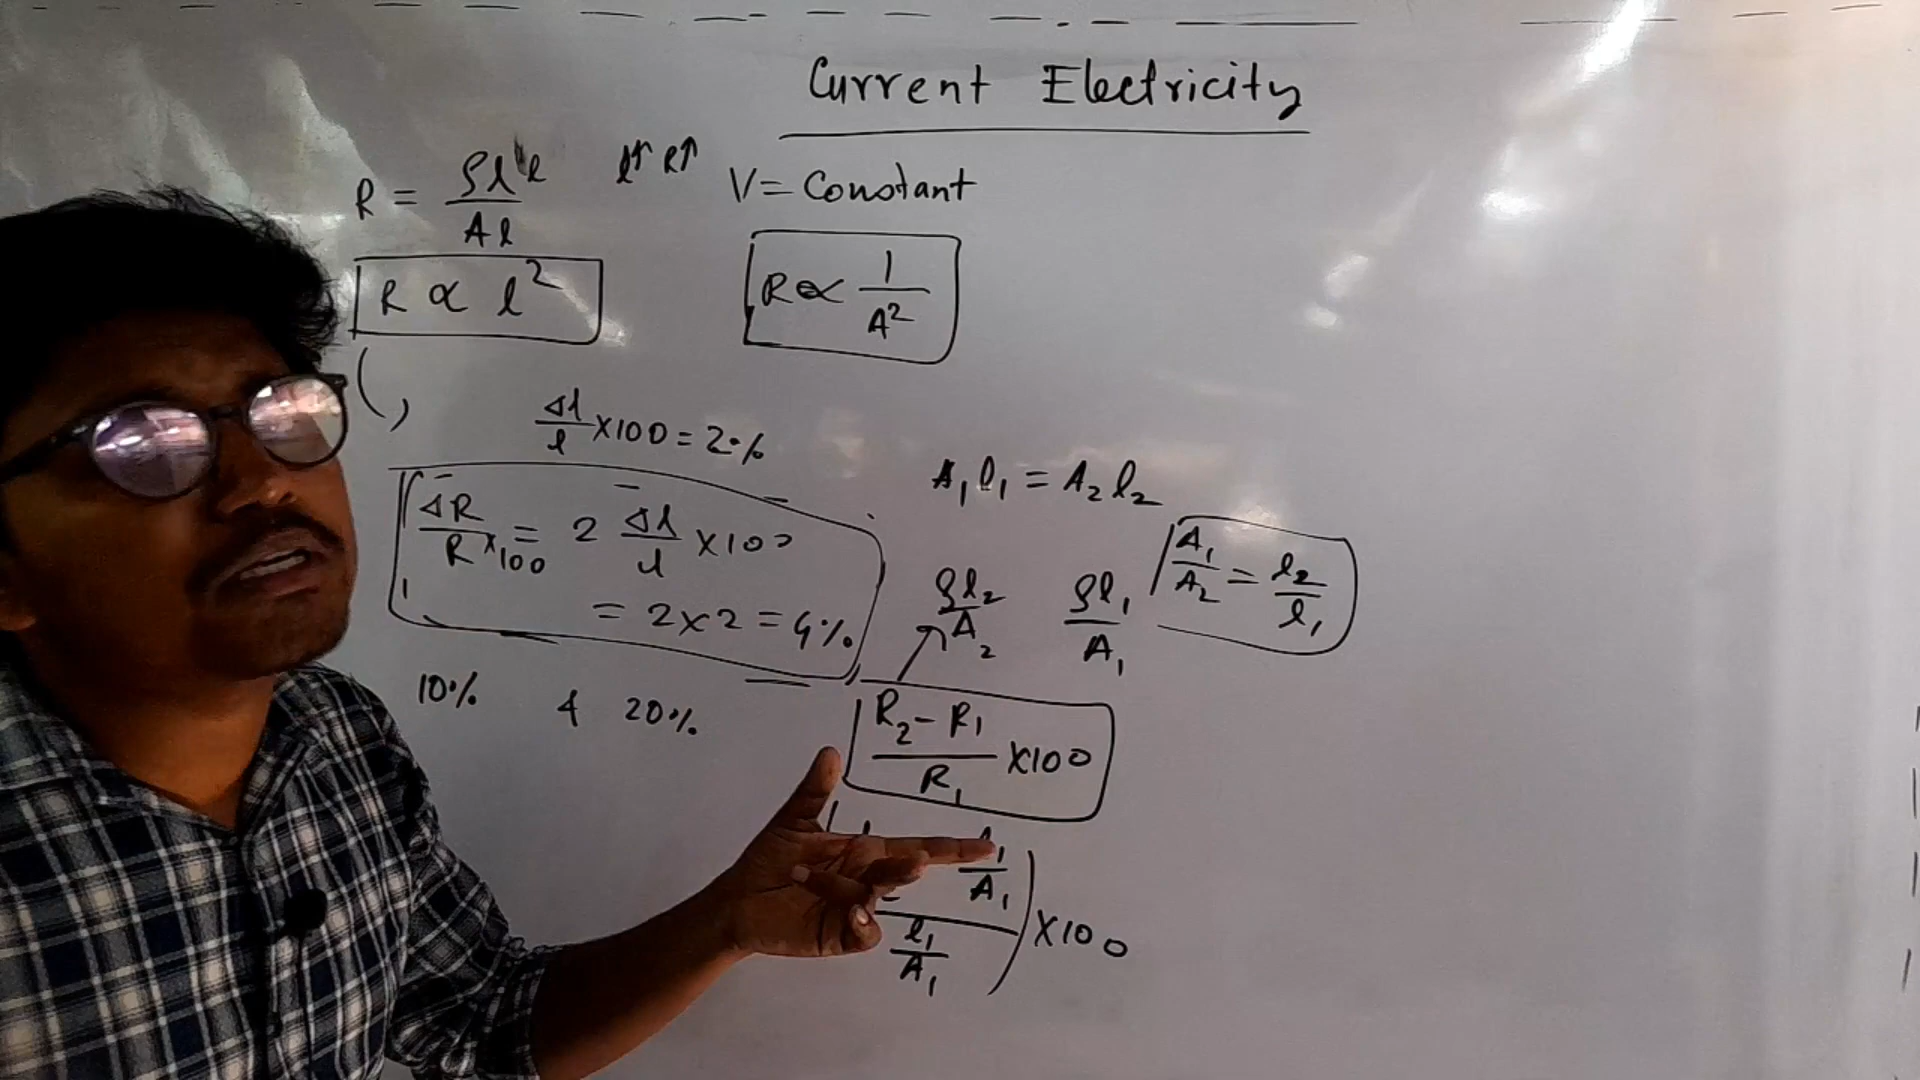 Current Electricity
R = ρl l / A l
l↑ R↑
V = Constant
R ∝ l²
R ∝ 1/A²
Δl/l ×100 = 2%
ΔR/R ×100 = 2 Δl/l ×100
= 2×2 = 4%
A₁l₁ = A₂l₂
A₁/A₂ = l₂/l₁
ρl₂/A₂
ρl₁/A₁
10% & 20%
(R₂ - R₁)/R₁ ×100
/A₁
l₁/A₁
) ×100